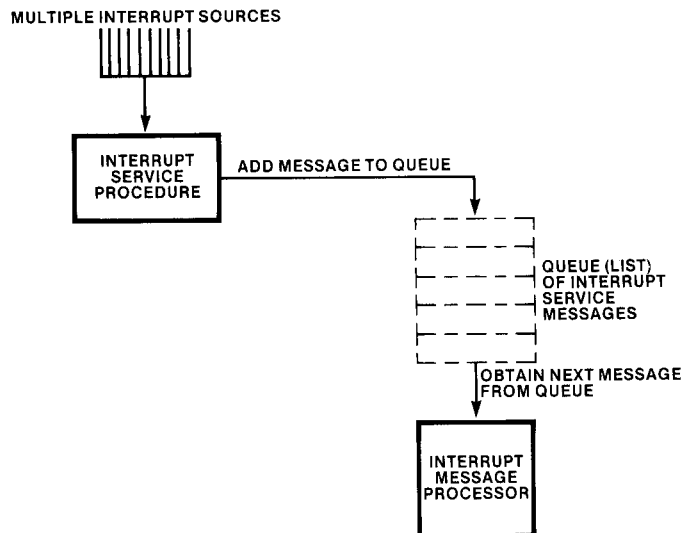 MULTIPLE INTERRUPT SOURCES
INTERRUPT
SERVICE
PROCEDURE
ADD MESSAGE TO QUEUE
QUEUE (LIST)
OF INTERRUPT
SERVICE
MESSAGES
OBTAIN NEXT MESSAGE
FROM QUEUE
INTERRUPT
MESSAGE
PROCESSOR